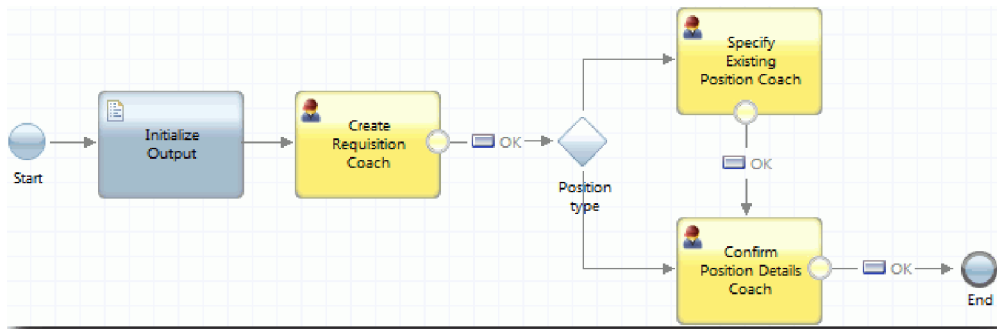 Start
Initialize
Output
Create
Requisition
Coach
OK
Position
type
Specify
Existing
Position Coach
OK
Confirm
Position Details
Coach
OK
End